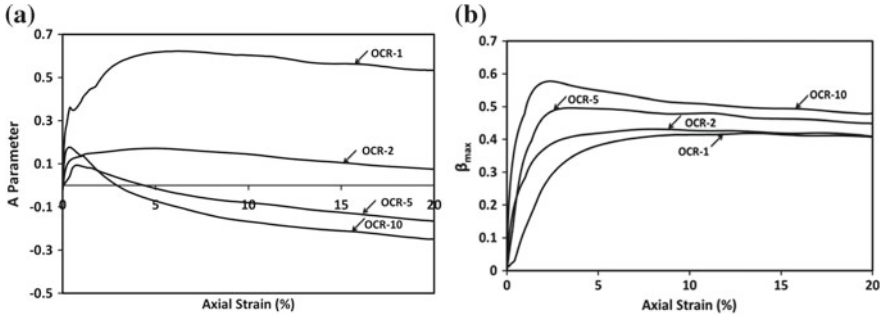 (a)
0.7
0.5
0.3
0.1
-0.1
-0.3
-0.5
A Parameter
OCR-1
OCR-2
OCR-5
OCR-10
0 5 10 15 20
Axial Strain (%)
(b)
0.7
0.6
0.5
0.4
0.3
0.2
0.1
0
βmax
OCR-10
OCR-5
OCR-2
OCR-1
0 5 10 15 20
Axial Strain (%)